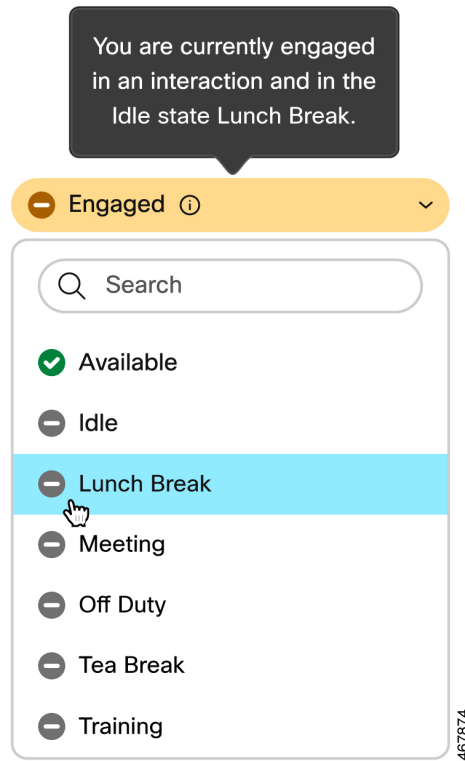 You are currently engaged
in an interaction and in the
Idle state Lunch Break.
Engaged
Search
Available
Idle
Lunch Break
Meeting
Off Duty
Tea Break
Training
467874